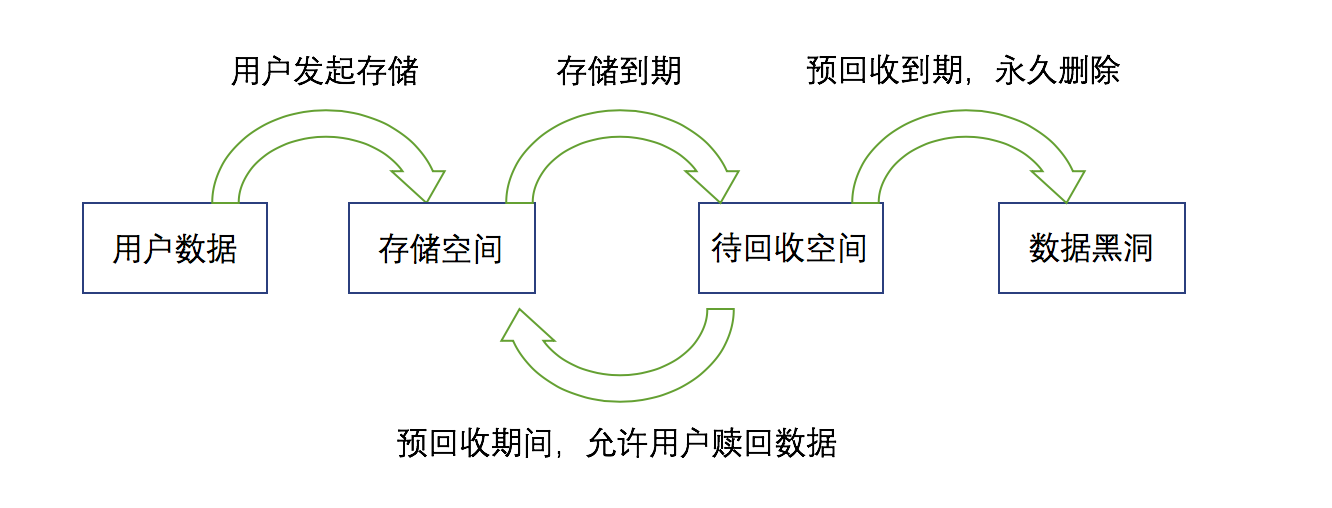 用户发起存储
存储到期
预回收到期，永久删除
用户数据
存储空间
待回收空间
数据黑洞
预回收期间，允许用户赎回数据